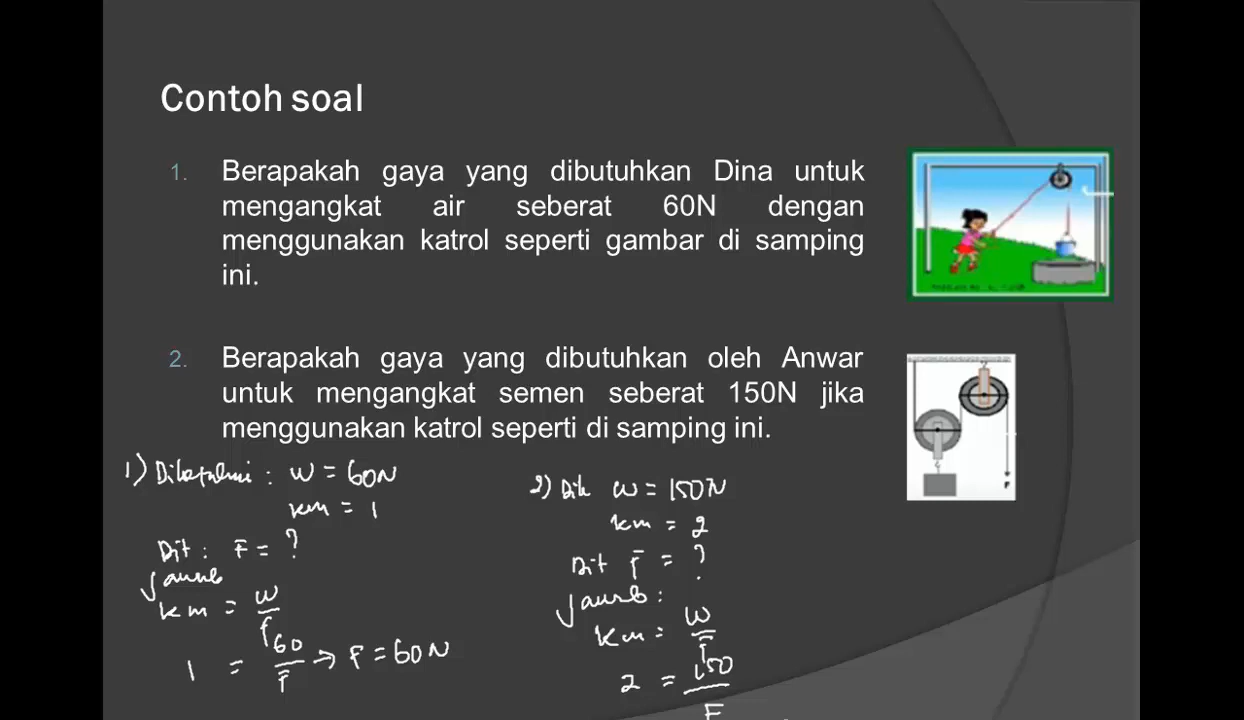 Contoh soal
1. Berapakah gaya yang dibutuhkan Dina untuk
mengangkat air seberat 60N dengan
menggunakan katrol seperti gambar di samping
ini.
2. Berapakah gaya yang dibutuhkan oleh Anwar
untuk mengangkat semen seberat 150N jika
menggunakan katrol seperti di samping ini.
1) Diketahui : w = 60N
km = 1
Dit : F = ?
Jawab
km = w/F
1 = 60/F → F = 60N
2) Dik w = 150N
km = 2
Dit F = ?
Jawab :
km = w/F
2 = 150/F
F